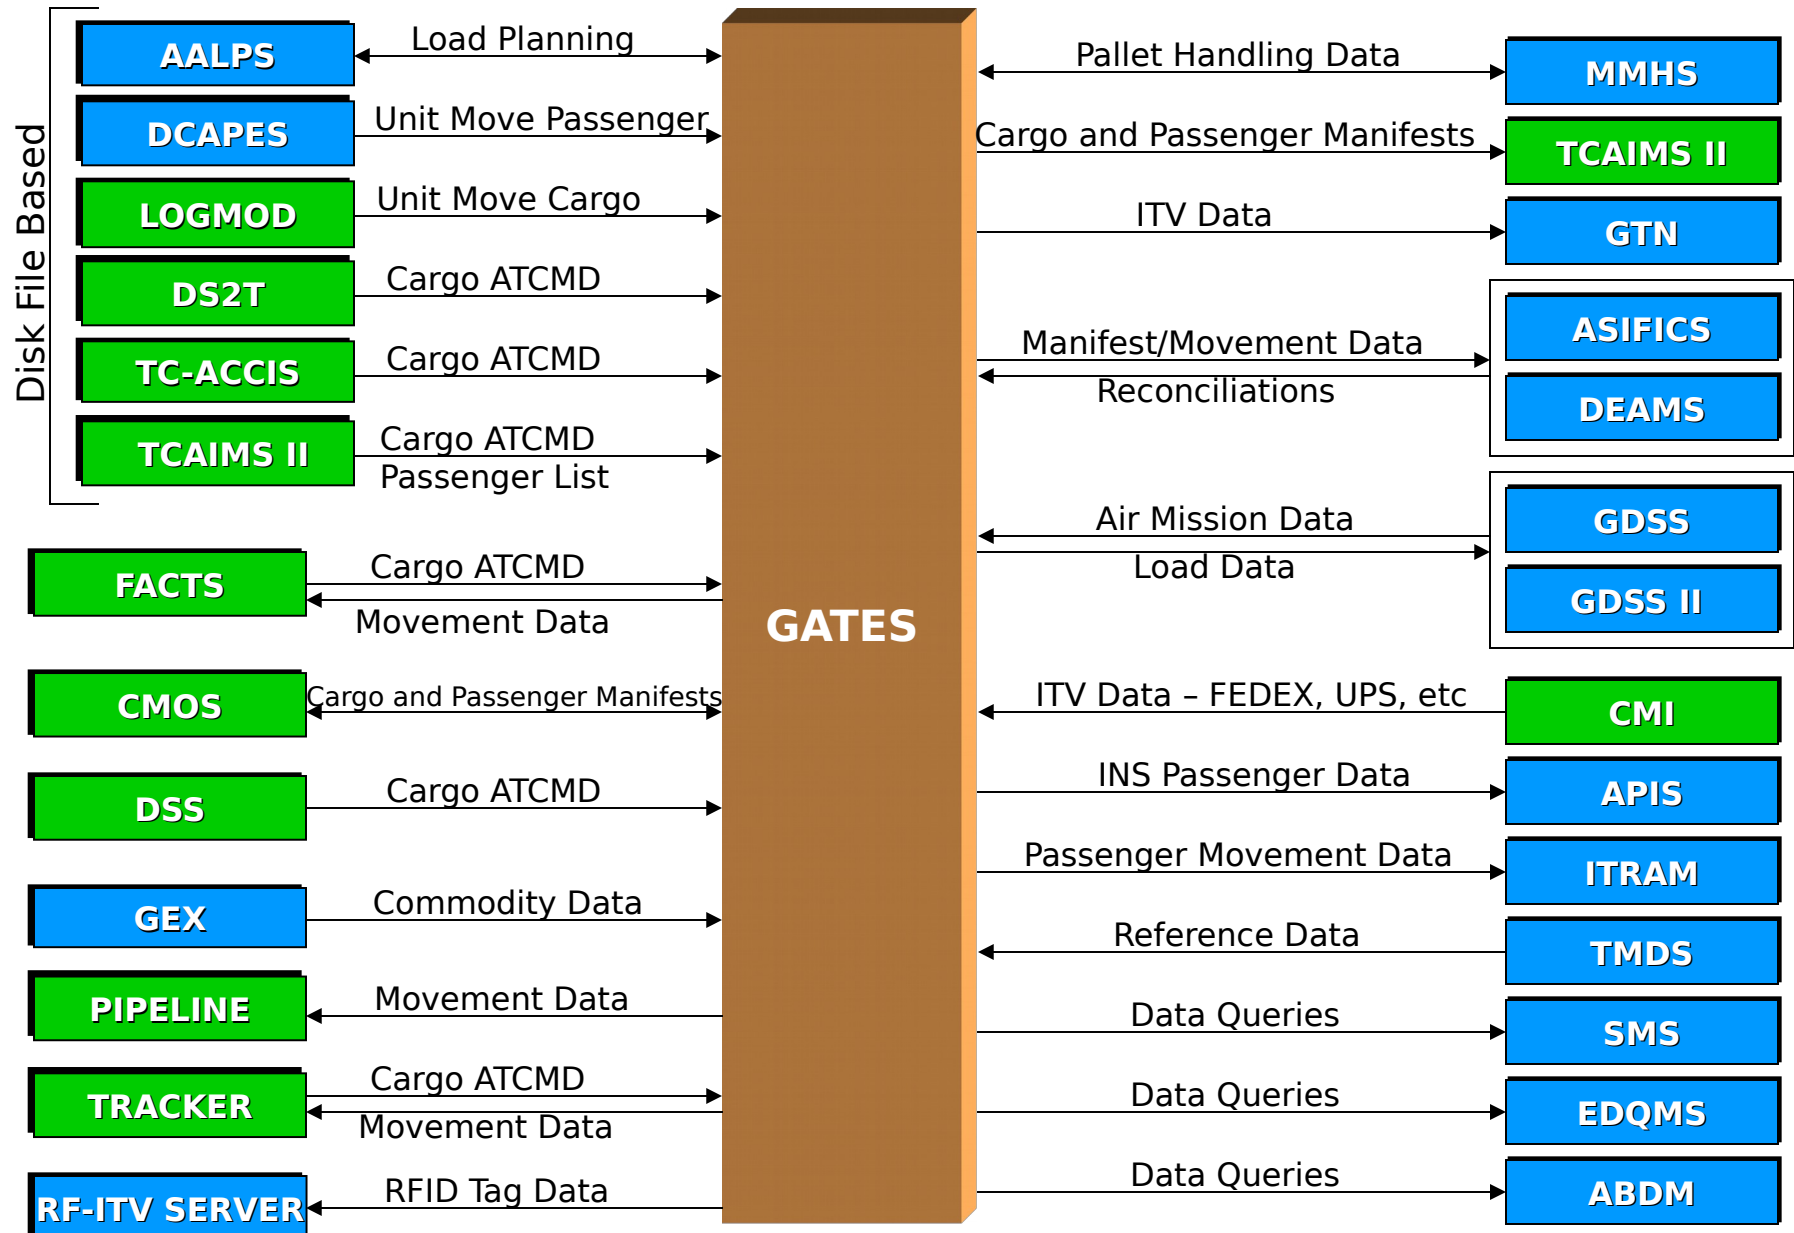 Disk File Based
AALPS
Load Planning
DCAPES
Unit Move Passenger
LOGMOD
Unit Move Cargo
DS2T
Cargo ATCMD
TC-ACCIS
Cargo ATCMD
TCAIMS II
Cargo ATCMD
Passenger List
FACTS
Cargo ATCMD
Movement Data
CMOS
Cargo and Passenger Manifests
DSS
Cargo ATCMD
GEX
Commodity Data
PIPELINE
Movement Data
TRACKER
Cargo ATCMD
Movement Data
RF-ITV SERVER
RFID Tag Data
GATES
Pallet Handling Data
MMHS
Cargo and Passenger Manifests
TCAIMS II
ITV Data
GTN
Manifest/Movement Data
Reconciliations
ASIFICS
DEAMS
Air Mission Data
Load Data
GDSS
GDSS II
ITV Data – FEDEX, UPS, etc
CMI
INS Passenger Data
APIS
Passenger Movement Data
ITRAM
Reference Data
TMDS
Data Queries
SMS
Data Queries
EDQMS
Data Queries
ABDM